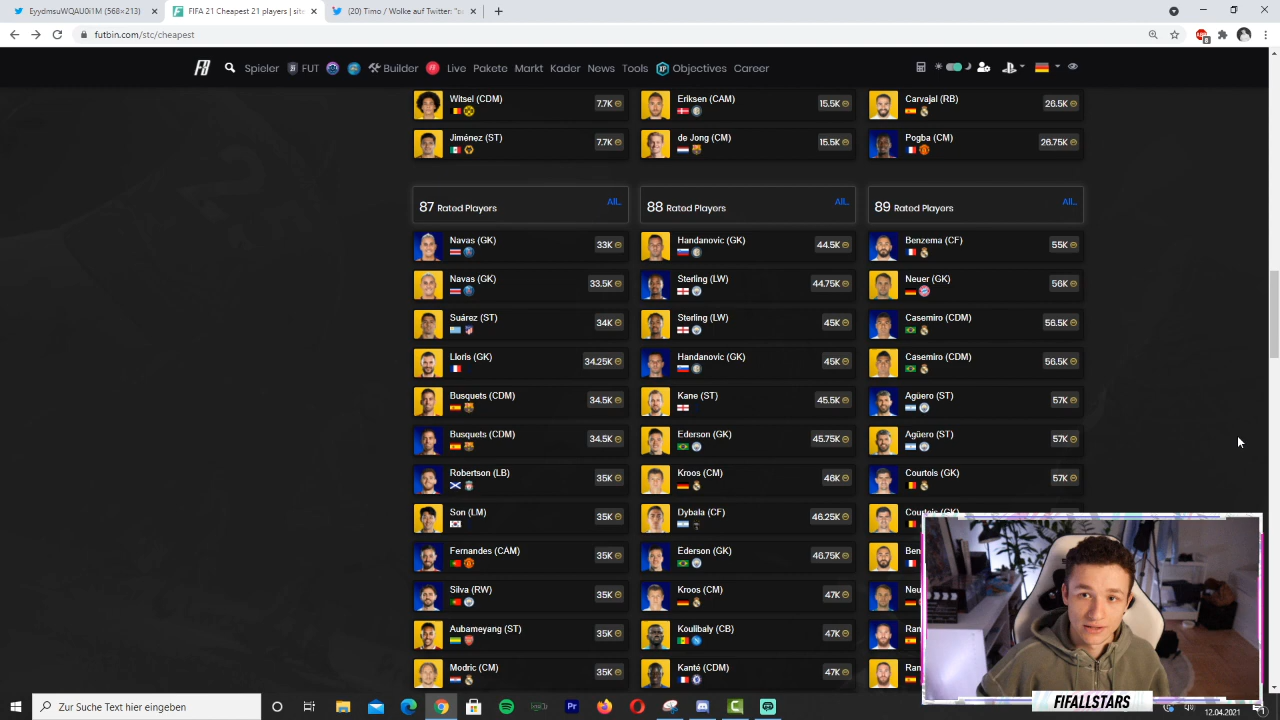 EyydmsWQAU0i1M (568×213)
FIFA 21 Cheapest 21 players | site
(20) Timo / Wolke auf Twitter: "
futbin.com/stc/cheapest
Spieler FUT Builder Live Pakete Markt Kader News Tools Objectives Career
Witsel (CDM) 7.7K
Eriksen (CAM) 15.5K
Carvajal (RB) 26.5K
Jiménez (ST) 7.7K
de Jong (CM) 15.5K
Pogba (CM) 26.75K
87 Rated Players All..
88 Rated Players All..
89 Rated Players All..
Navas (GK) 33K
Handanovic (GK) 44.5K
Benzema (CF) 55K
Navas (GK) 33.5K
Sterling (LW) 44.75K
Neuer (GK) 56K
Suárez (ST) 34K
Sterling (LW) 45K
Casemiro (CDM) 56.5K
Lloris (GK) 34.25K
Handanovic (GK) 45K
Casemiro (CDM) 56.5K
Busquets (CDM) 34.5K
Kane (ST) 45.5K
Agüero (ST) 57K
Busquets (CDM) 34.5K
Ederson (GK) 45.75K
Agüero (ST) 57K
Robertson (LB) 35K
Kroos (CM) 46K
Courtois (GK) 57K
Son (LM) 35K
Dybala (CF) 46.25K
Fernandes (CAM) 35K
Ederson (GK) 46.75K
Ben
Silva (RW) 35K
Kroos (CM) 47K
Neu
Aubameyang (ST) 35K
Koulibaly (CB) 47K
Ran
Modric (CM) 35K
Kanté (CDM) 47K
Ran
FIFALLSTARS
Zur Suche Text hier eingeben
Pr
12.04.2021